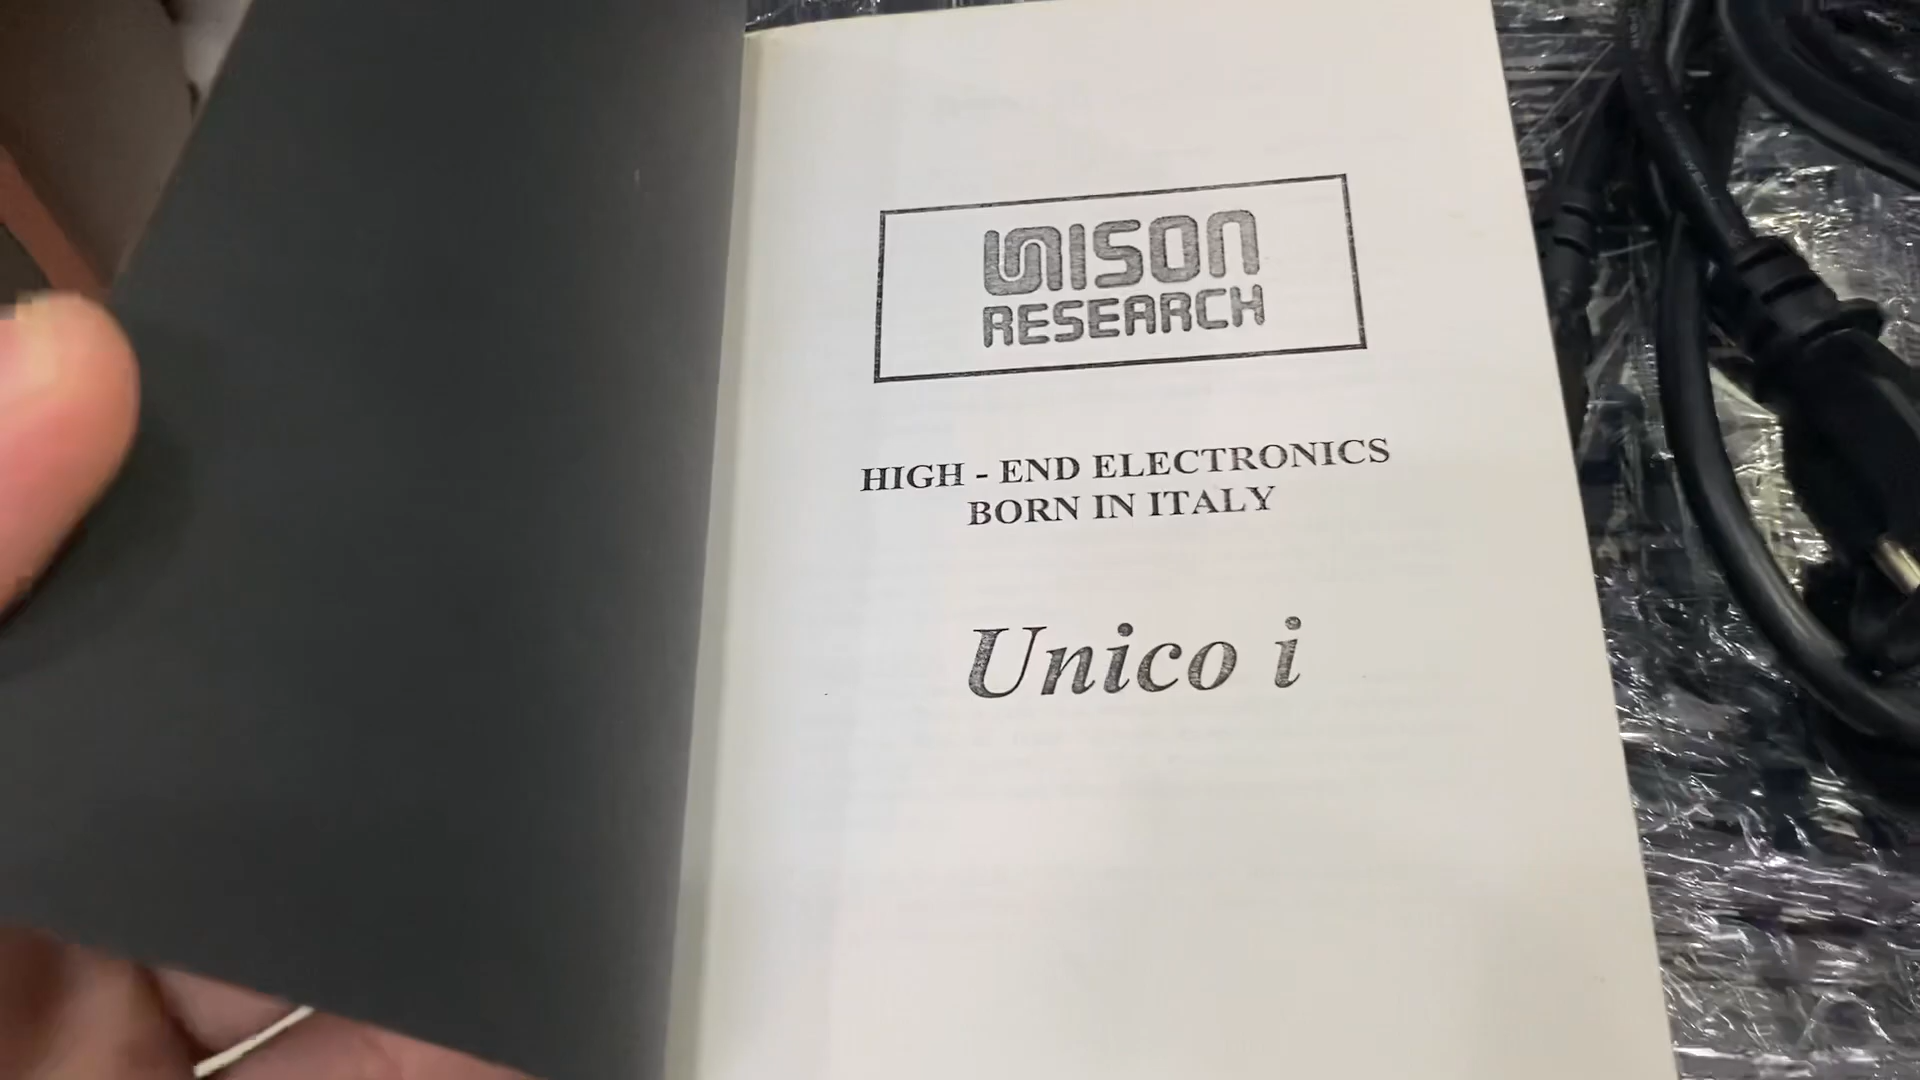 UNISON
RESEARCH
HIGH - END ELECTRONICS
BORN IN ITALY
Unico i